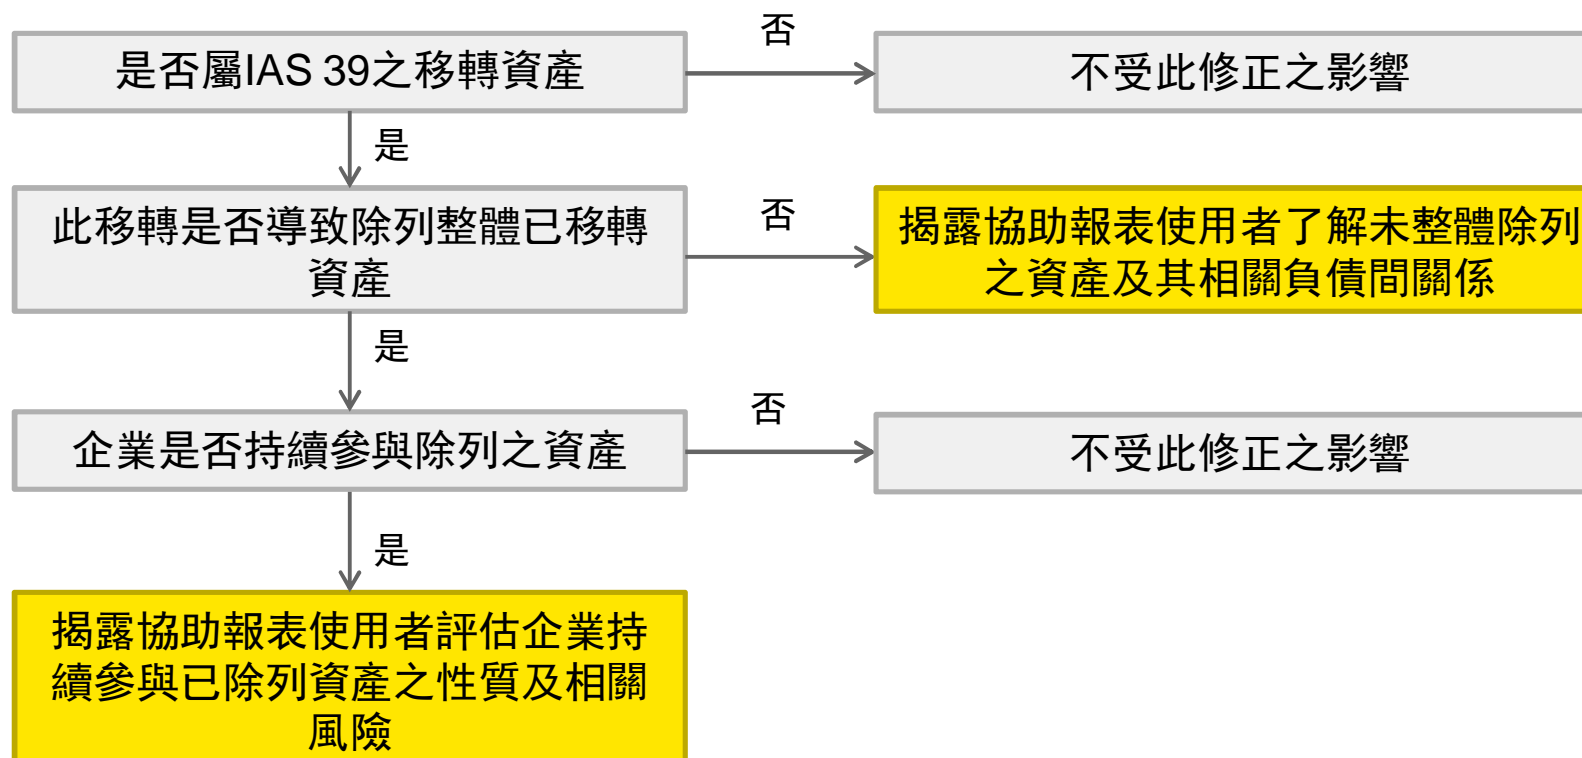 否
是否屬IAS 39之移轉資產
不受此修正之影響
是
此移轉是否導致除列整體已移轉
資產
否
揭露協助報表使用者了解未整體除列
之資產及其相關負債間關係
是
企業是否持續參與除列之資產
否
不受此修正之影響
是
揭露協助報表使用者評估企業持
續參與已除列資產之性質及相關
風險